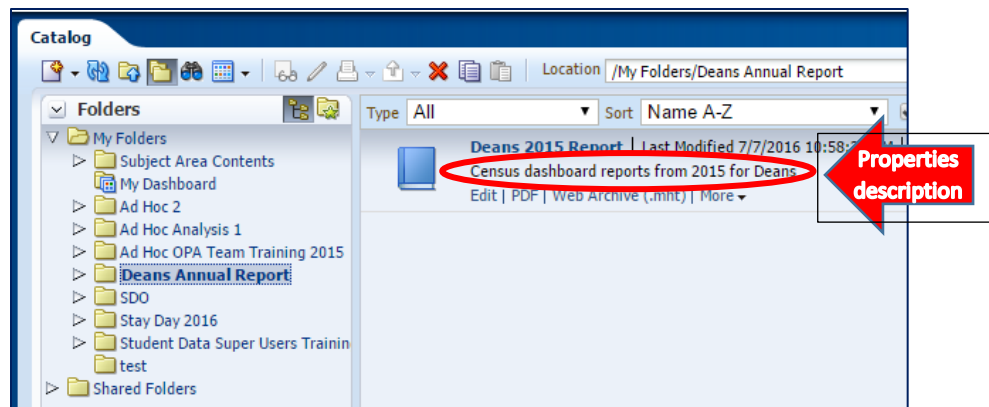 Catalog
Location /My Folders/Deans Annual Report
Folders
Type All Sort Name A-Z
My Folders
Subject Area Contents
My Dashboard
Ad Hoc 2
Ad Hoc Analysis 1
Ad Hoc OPA Team Training 2015
Deans Annual Report
SDO
Stay Day 2016
Student Data Super Users Trainin
test
Shared Folders
Deans 2015 Report | Last Modified 7/7/2016
Census dashboard reports from 2015 for Deans
Edit | PDF | Web Archive (.mht) | More
Properties
description